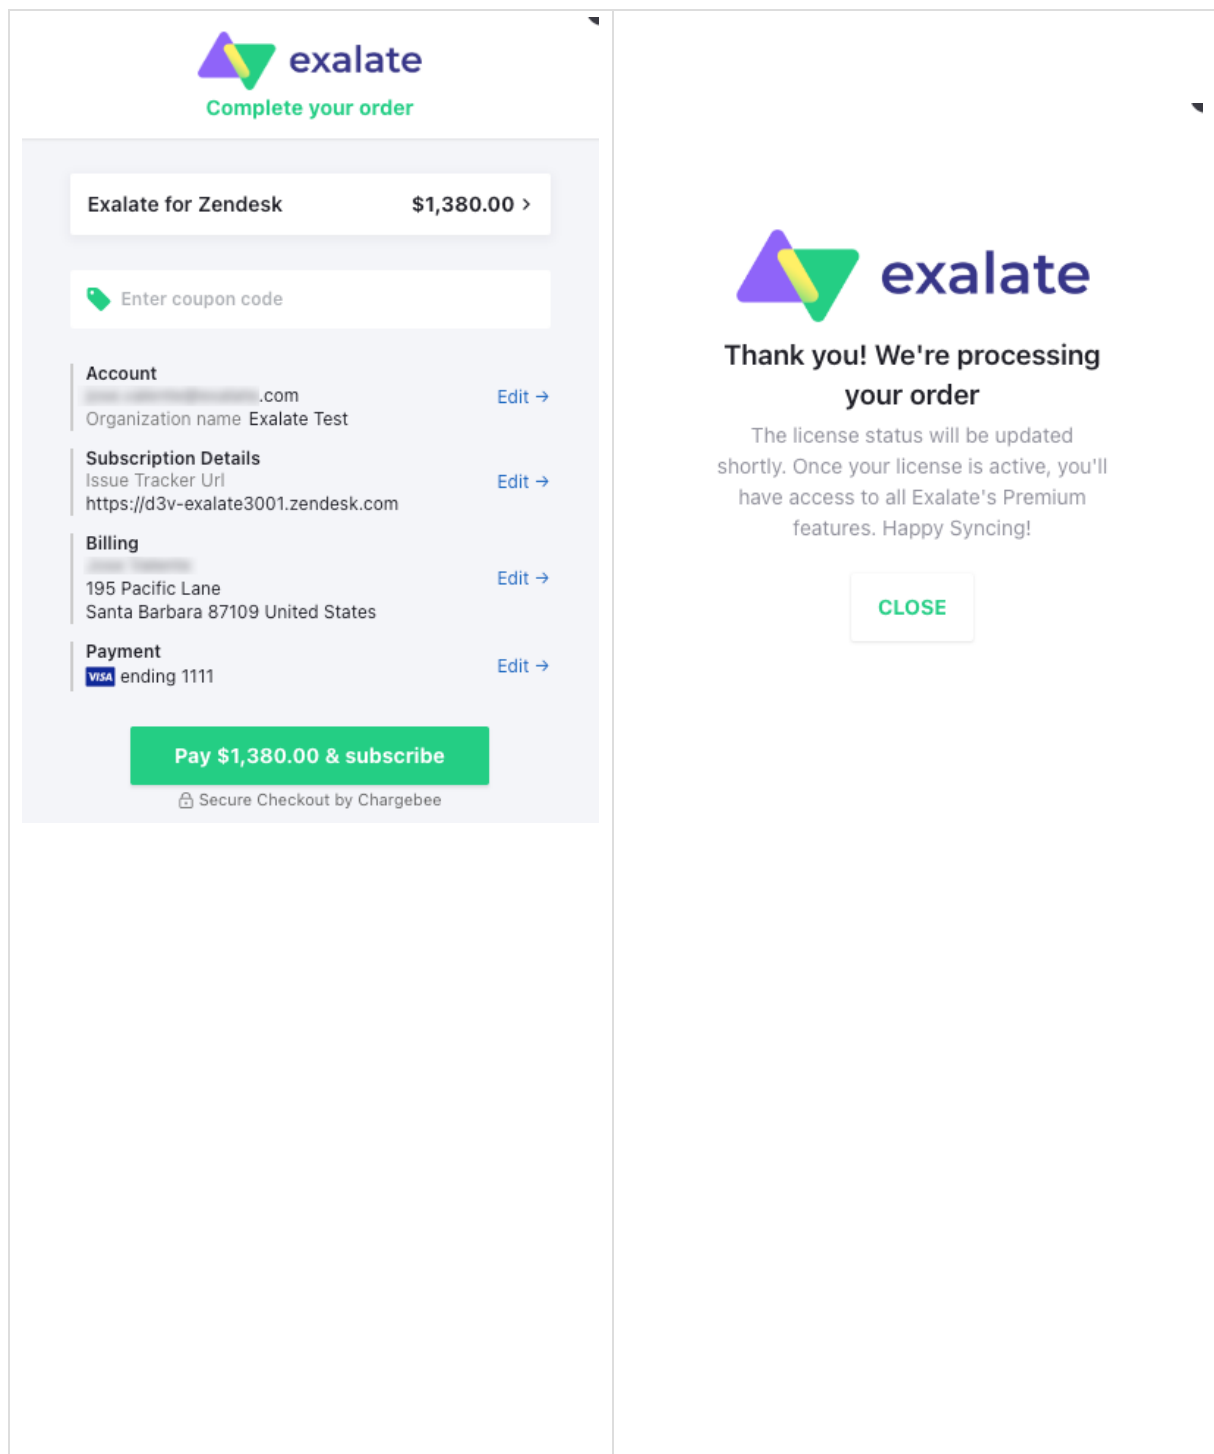 exalate
Complete your order
Exalate for Zendesk $1,380.00
Enter coupon code
Account
.com
Edit →
Organization name Exalate Test
Subscription Details
Issue Tracker Url
Edit →
https://d3v-exalate3001.zendesk.com
Billing
195 Pacific Lane
Edit →
Santa Barbara 87109 United States
Payment
VISA ending 1111
Edit →
Pay $1,380.00 & subscribe
Secure Checkout by Chargebee
exalate
Thank you! We're processing
your order
The license status will be updated
shortly. Once your license is active, you'll
have access to all Exalate's Premium
features. Happy Syncing!
CLOSE